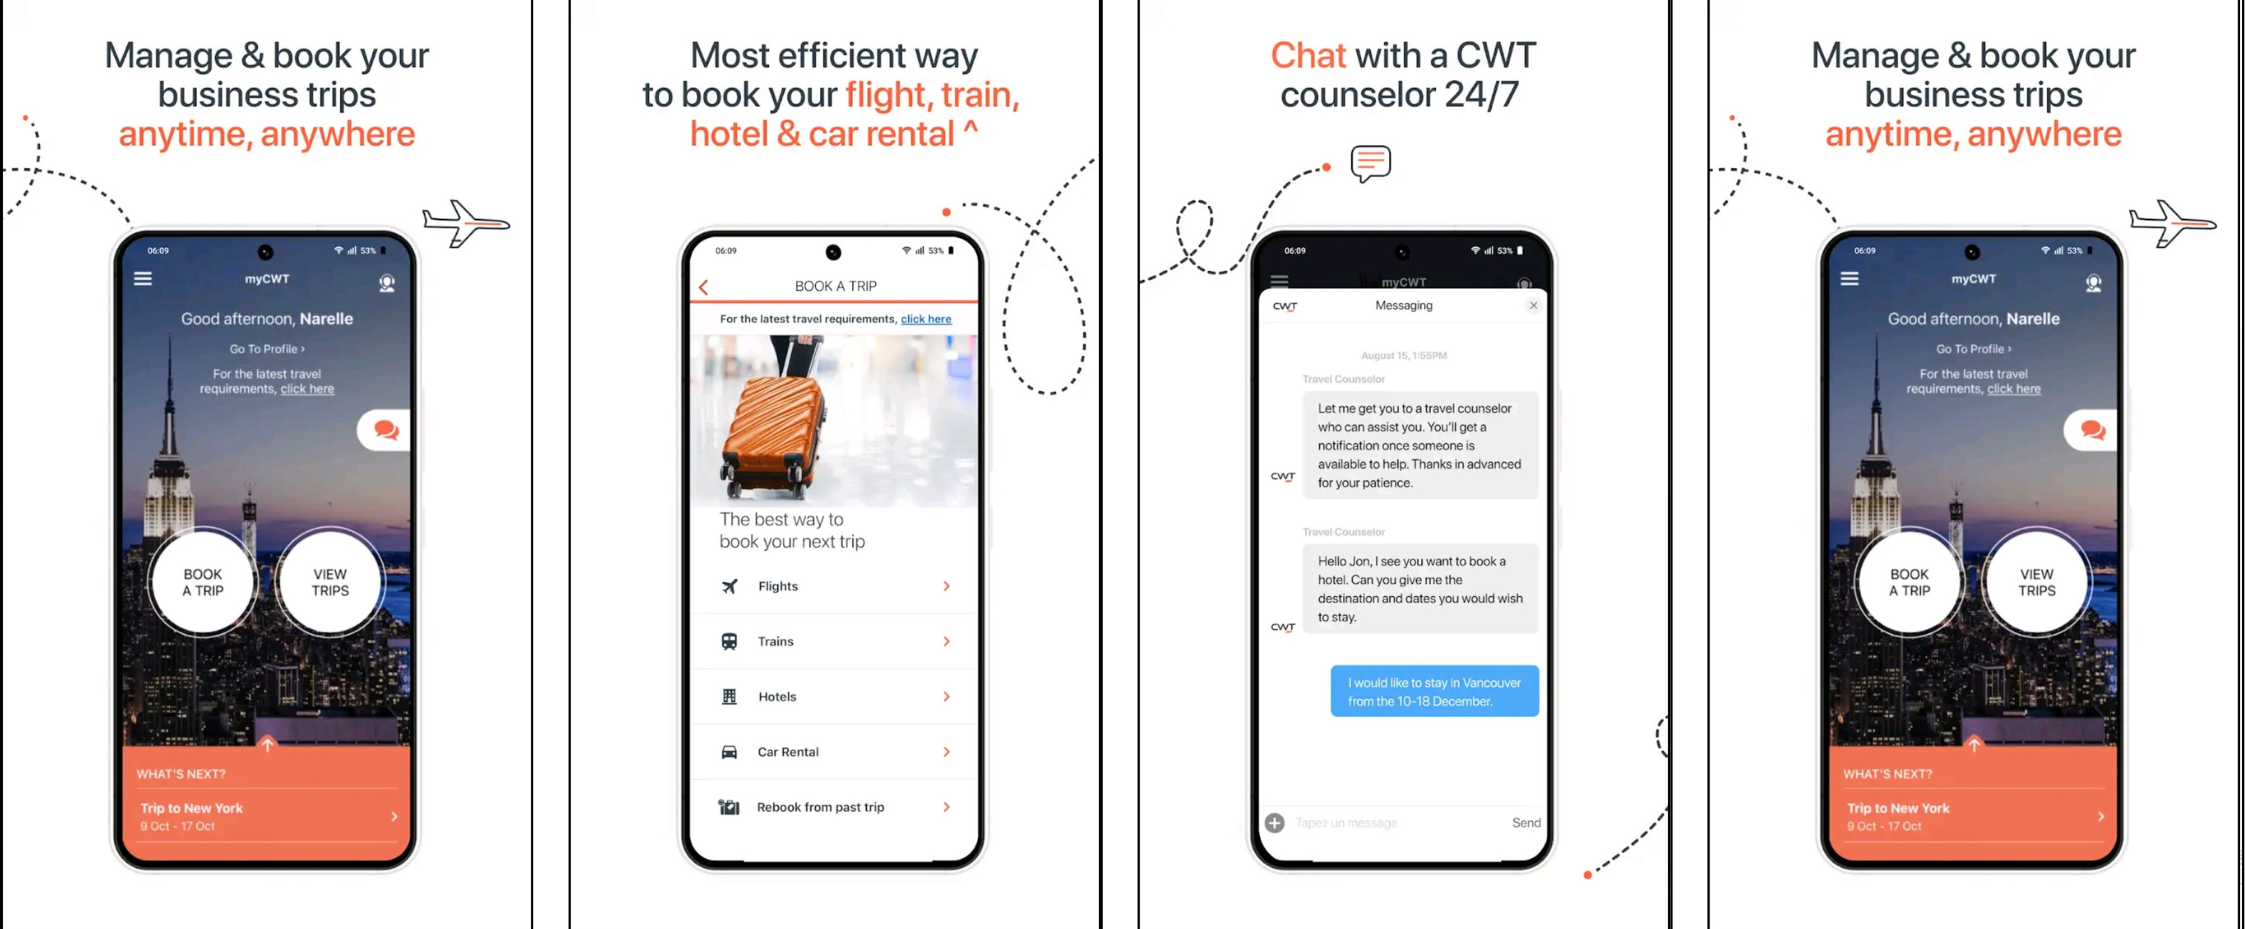 Manage & book your
business trips
anytime, anywhere
06:09
53%
myCWT
Good afternoon, Narelle
Go To Profile ›
For the latest travel
requirements, click here
BOOK
A TRIP
VIEW
TRIPS
WHAT'S NEXT?
Trip to New York
9 Oct - 17 Oct
Most efficient way
to book your flight, train,
hotel & car rental ^
06:09
53%
BOOK A TRIP
For the latest travel requirements, click here
The best way to
book your next trip
Flights
Trains
Hotels
Car Rental
Rebook from past trip
Chat with a CWT
counselor 24/7
06:09
53%
myCWT
CWT
Messaging
August 15, 1:55PM
Travel Counselor
Let me get you to a travel counselor
who can assist you. You'll get a
notification once someone is
available to help. Thanks in advanced
for your patience.
CWT
Travel Counselor
Hello Jon, I see you want to book a
hotel. Can you give me the
destination and dates you would wish
to stay.
CWT
I would like to stay in Vancouver
from the 10-18 December.
Tapez un message
Send
Manage & book your
business trips
anytime, anywhere
06:09
53%
myCWT
Good afternoon, Narelle
Go To Profile ›
For the latest travel
requirements, click here
BOOK
A TRIP
VIEW
TRIPS
WHAT'S NEXT?
Trip to New York
9 Oct - 17 Oct